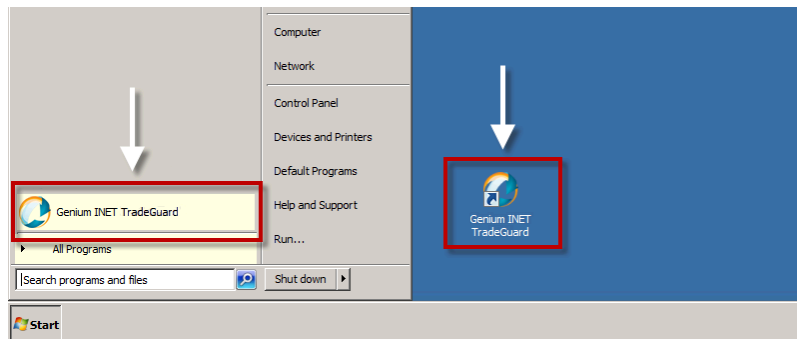 Computer
Network
Control Panel
Devices and Printers
Default Programs
Help and Support
Run...
Genium INET TradeGuard
All Programs
Search programs and files
Shut down
Start
Genium INET
TradeGuard